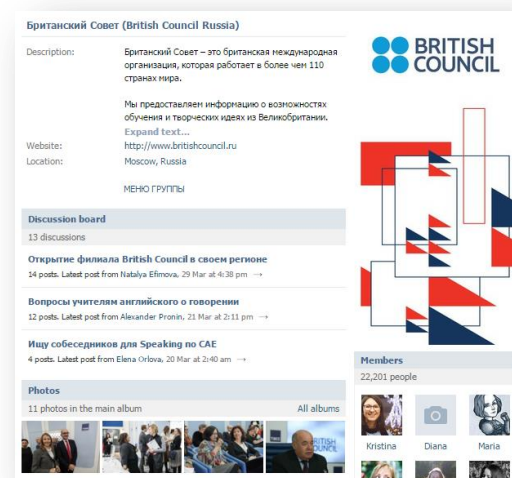 Британский Совет (British Council Russia)
Description:
Британский Совет – это британская международная
организация, которая работает в более чем 110
странах мира.
Мы предоставляем информацию о возможностях
обучения и творческих идеях из Великобритании.
Expand text...
Website:
http://www.britishcouncil.ru
Location:
Moscow, Russia
МЕНЮ ГРУППЫ
Discussion board
13 discussions
Открытие филиала British Council в своем регионе
14 posts. Latest post from Natalya Efimova, 29 Mar at 4:38 pm →
Вопросы учителям английского о говорении
12 posts. Latest post from Alexander Pronin, 21 Mar at 2:11 pm →
Ищу собеседников для Speaking по CAE
4 posts. Latest post from Elena Orlova, 20 Mar at 2:40 am →
Photos
11 photos in the main album
All albums
BRITISH
COUNCIL
BRITISH
COUNCIL
Members
22,201 people
Kristina
Diana
Maria